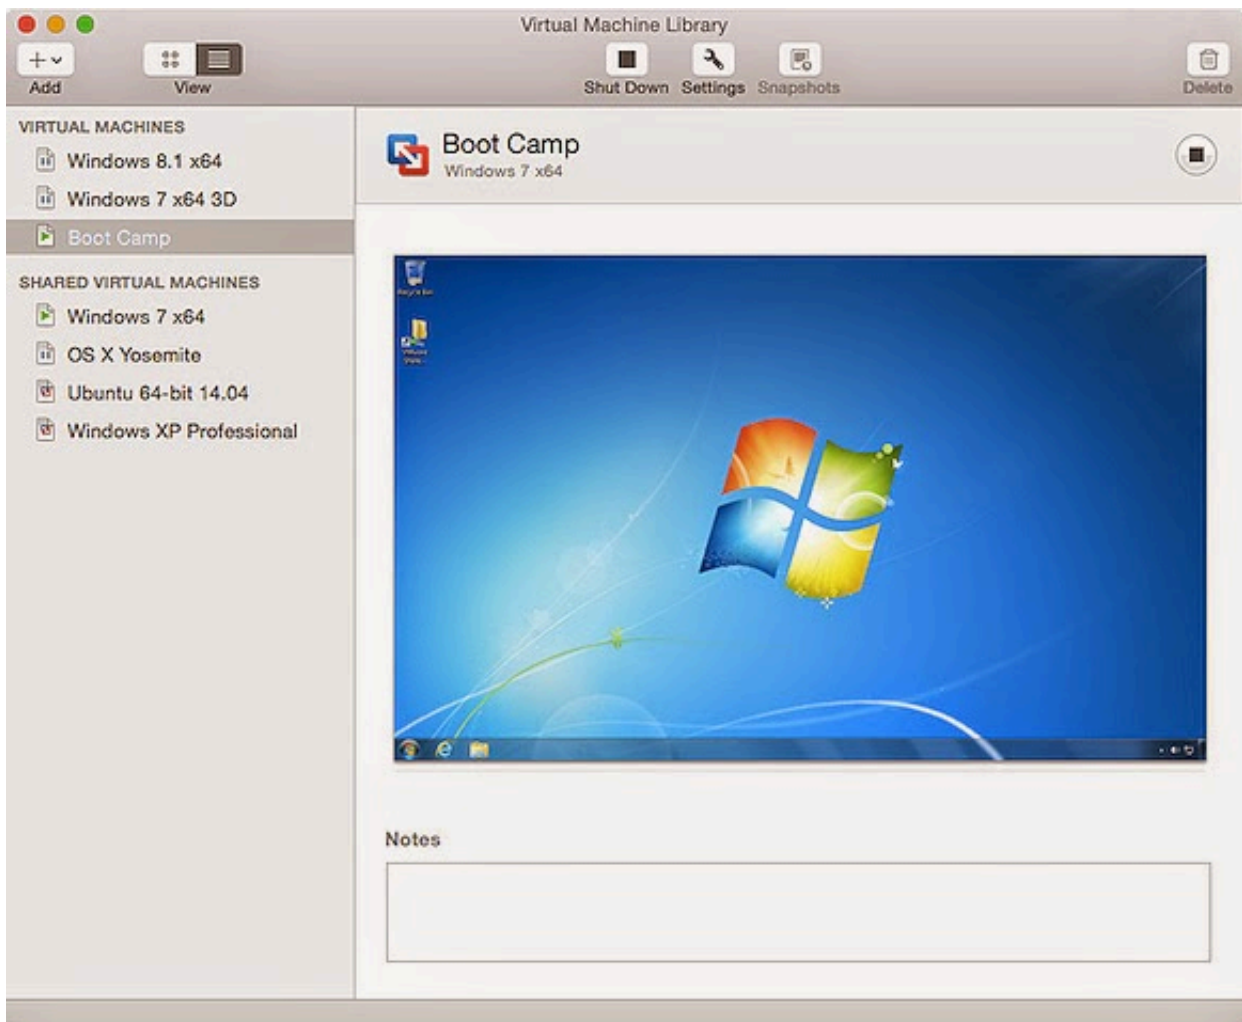 Virtual Machine Library
Add
View
Shut Down
Settings
Snapshots
Delete
VIRTUAL MACHINES
Windows 8.1 x64
Windows 7 x64 3D
Boot Camp
SHARED VIRTUAL MACHINES
Windows 7 x64
OS X Yosemite
Ubuntu 64-bit 14.04
Windows XP Professional
Boot Camp
Windows 7 x64
Recycle Bin
Notes